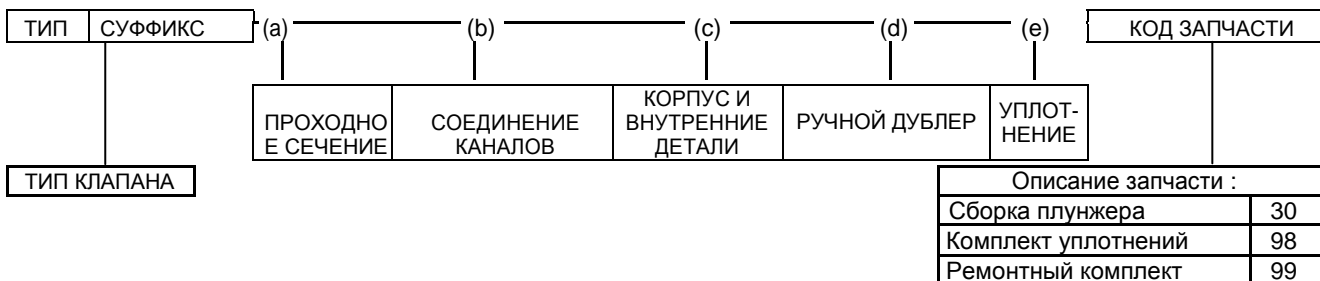 ТИП СУФФИКС (a) (b) (c) (d) (e) КОД ЗАПЧАСТИ
ПРОХОДНО
Е СЕЧЕНИЕ
СОЕДИНЕНИЕ
КАНАЛОВ
КОРПУС И
ВНУТРЕННИЕ
ДЕТАЛИ
РУЧНОЙ ДУБЛЕР
УПЛОТ-
НЕНИЕ
ТИП КЛАПАНА
Описание запчасти :
Сборка плунжера 30
Комплект уплотнений 98
Ремонтный комплект 99